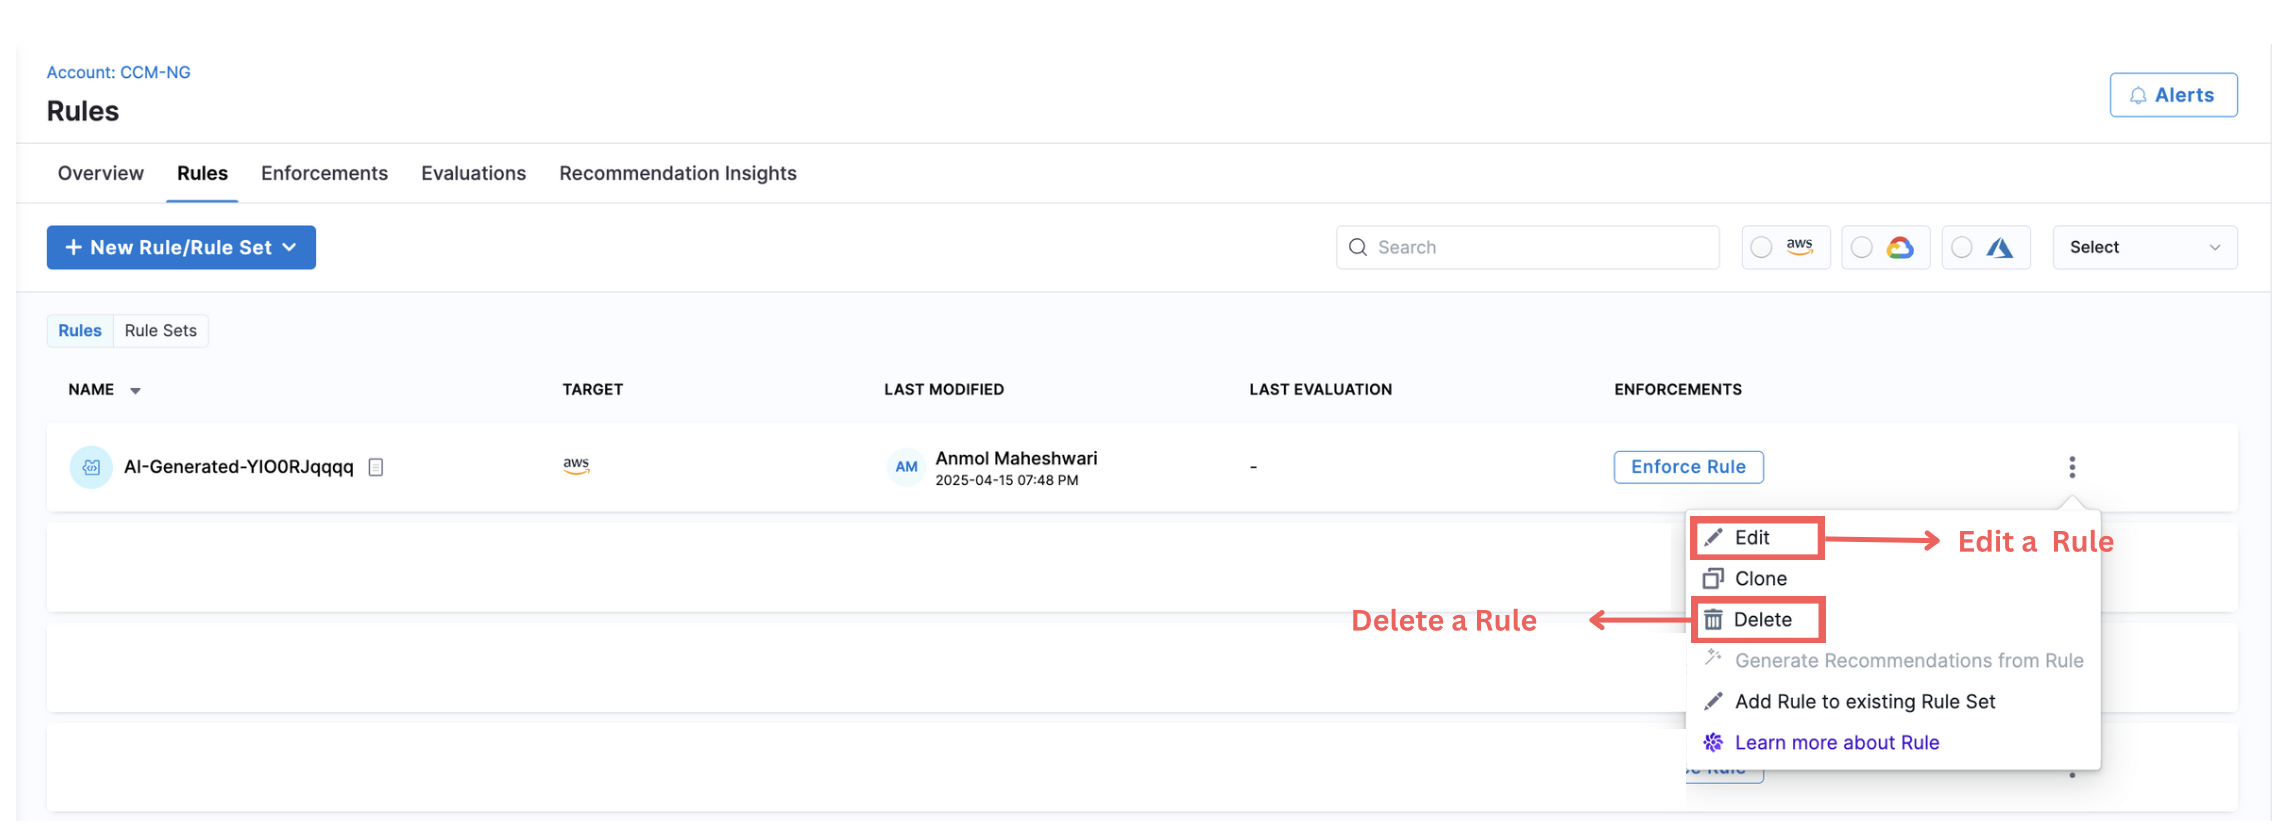 Account: CCM-NG
Rules
Alerts
Overview Rules Enforcements Evaluations Recommendation Insights
+ New Rule/Rule Set
Search
aws
Select
Rules Rule Sets
NAME TARGET LAST MODIFIED LAST EVALUATION ENFORCEMENTS
AI-Generated-YIO0RJqqqq aws AM Anmol Maheshwari - Enforce Rule
2025-04-15 07:48 PM
Edit Edit a Rule
Clone
Delete a Rule Delete
Generate Recommendations from Rule
Add Rule to existing Rule Set
Learn more about Rule